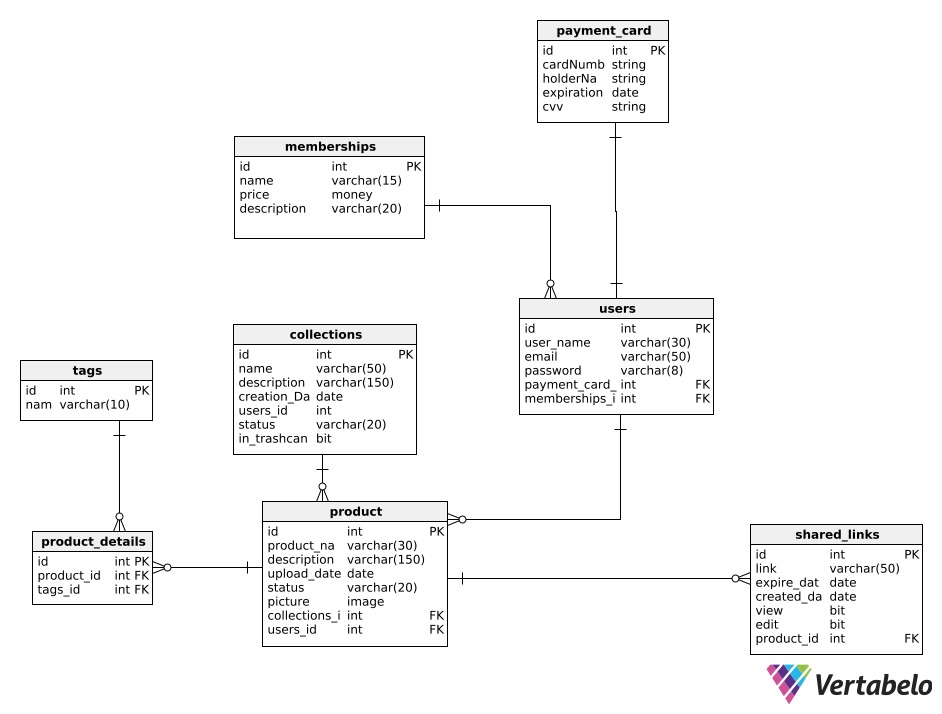 payment_card
id int PK
cardNumb string
holderNa string
expiration date
cvv string
memberships
id int PK
name varchar(15)
price money
description varchar(20)
users
id int PK
user_name varchar(30)
email varchar(50)
password varchar(8)
payment_card_ int FK
memberships_i int FK
collections
id int PK
name varchar(50)
description varchar(150)
creation_Da date
users_id int
status varchar(20)
in_trashcan bit
tags
id int PK
nam varchar(10)
product
id int PK
product_na varchar(30)
description varchar(150)
upload_date date
status varchar(20)
picture image
collections_i int FK
users_id int FK
product_details
id int PK
product_id int FK
tags_id int FK
shared_links
id int PK
link varchar(50)
expire_dat date
created_da date
view bit
edit bit
product_id int FK
Vertabelo